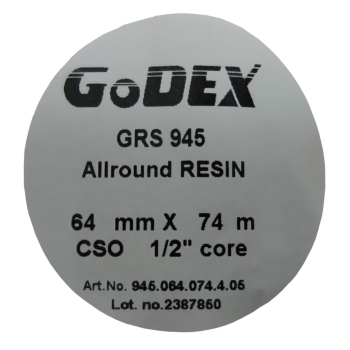 GoDEX
GRS 945
Allround RESIN
64 mm X 74 m
CSO 1/2" core
Art.No. 945.064.074.4.05
Lot. no.2387850